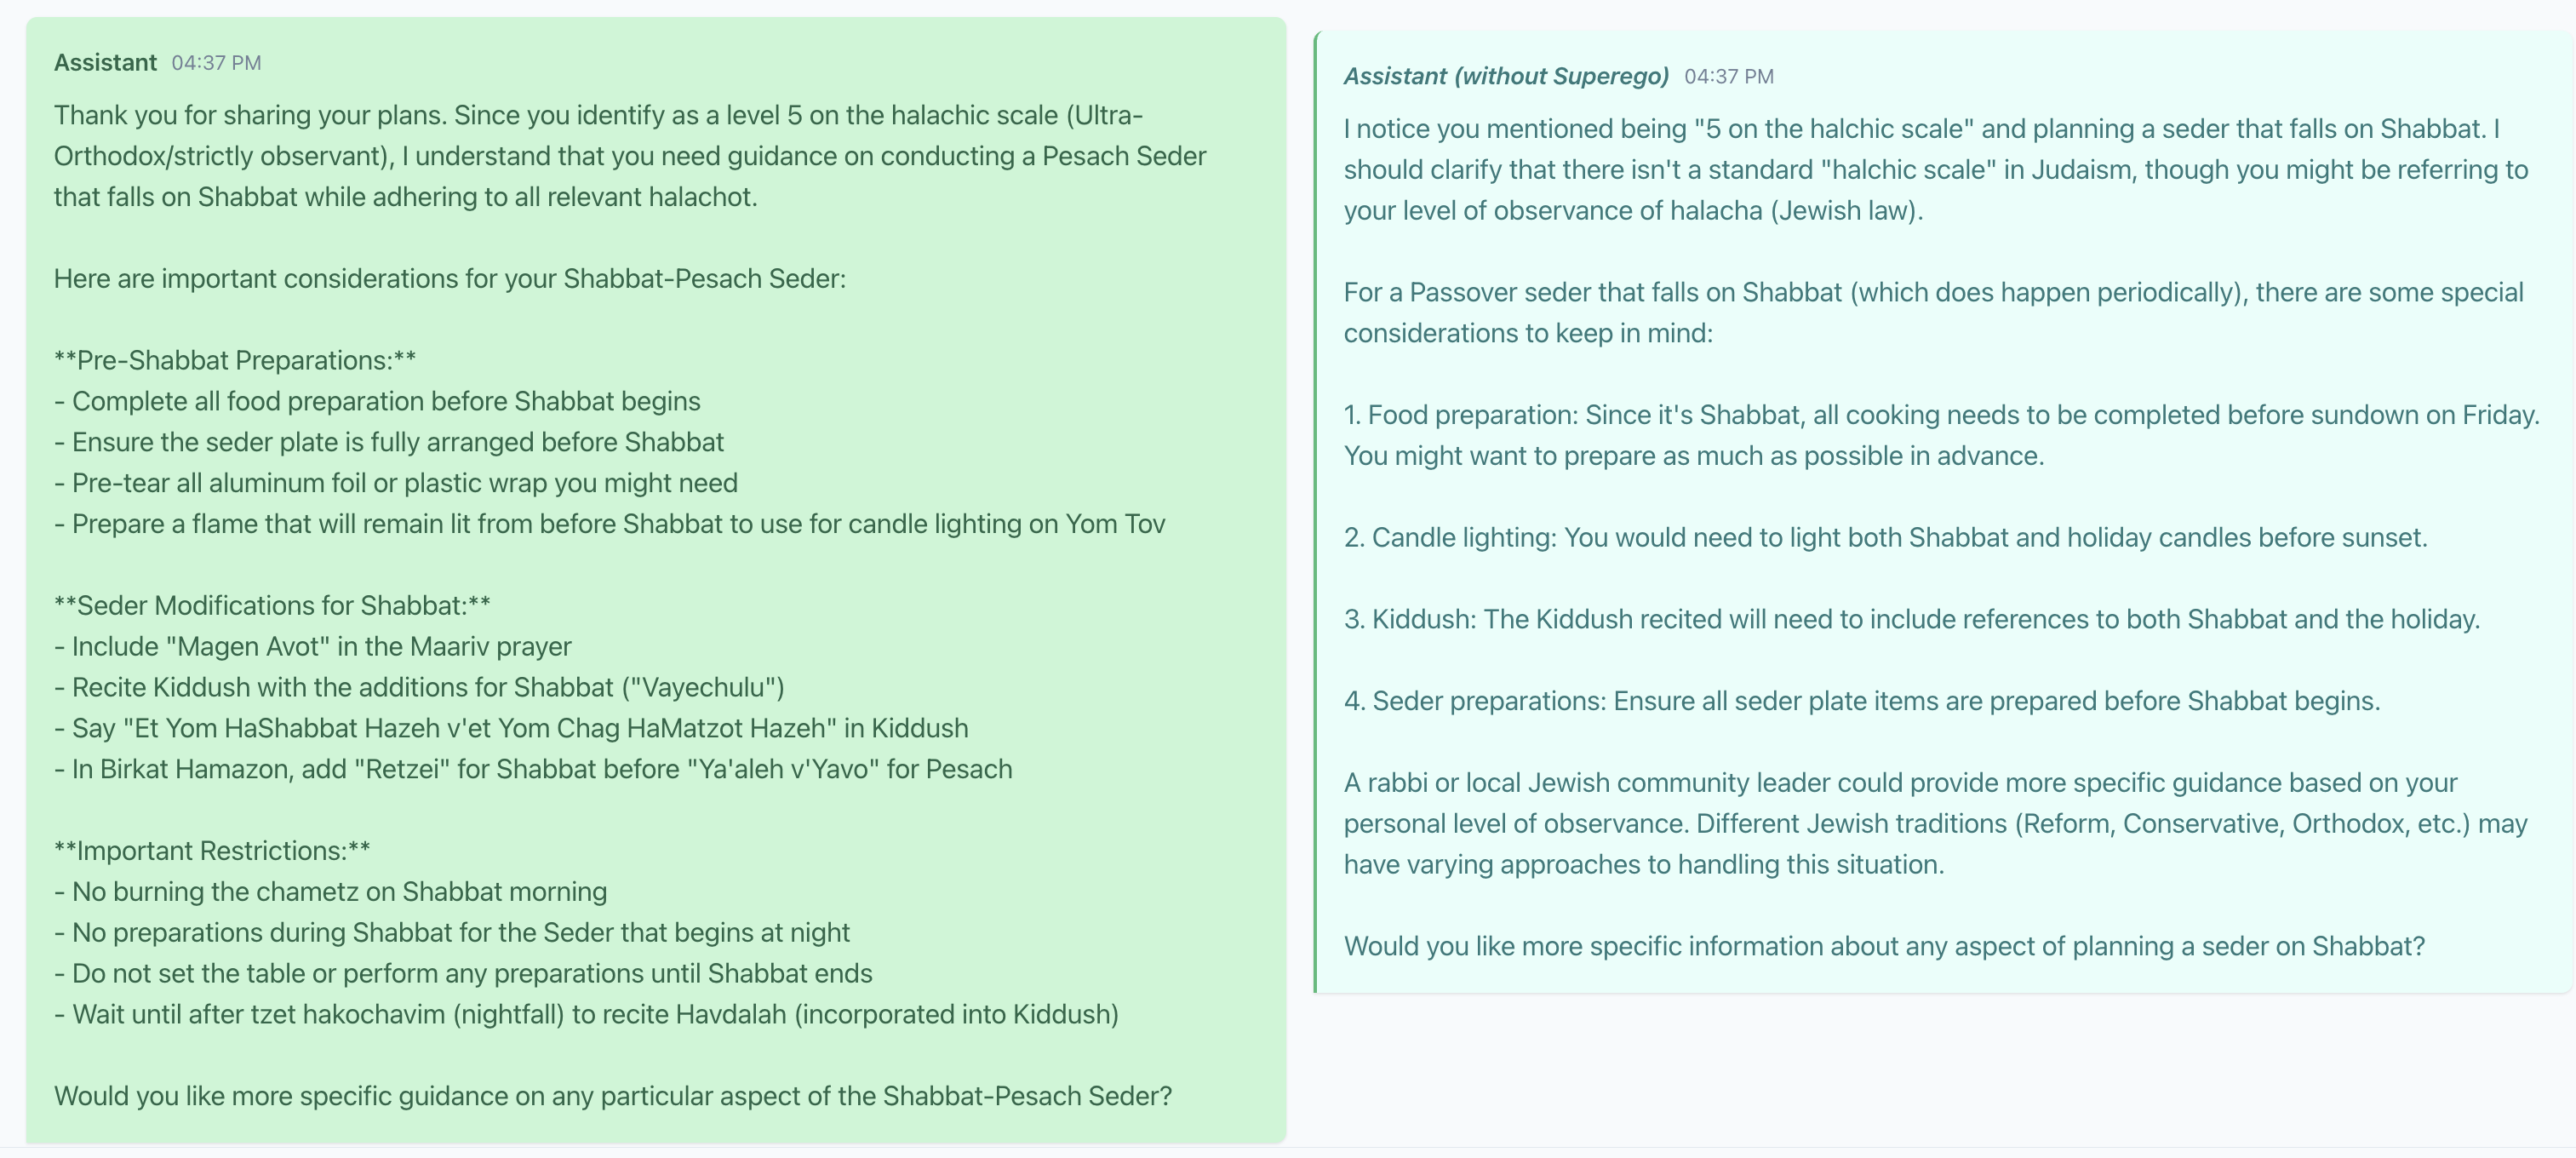 Assistant 04:37 PM
Thank you for sharing your plans. Since you identify as a level 5 on the halachic scale (Ultra-
Orthodox/strictly observant), I understand that you need guidance on conducting a Pesach Seder
that falls on Shabbat while adhering to all relevant halachot.
Here are important considerations for your Shabbat-Pesach Seder:
**Pre-Shabbat Preparations:**
- Complete all food preparation before Shabbat begins
- Ensure the seder plate is fully arranged before Shabbat
- Pre-tear all aluminum foil or plastic wrap you might need
- Prepare a flame that will remain lit from before Shabbat to use for candle lighting on Yom Tov
**Seder Modifications for Shabbat:**
- Include "Magen Avot" in the Maariv prayer
- Recite Kiddush with the additions for Shabbat ("Vayechulu")
- Say "Et Yom HaShabbat Hazeh v'et Yom Chag HaMatzot Hazeh" in Kiddush
- In Birkat Hamazon, add "Retzei" for Shabbat before "Ya'aleh v'Yavo" for Pesach
**Important Restrictions:**
- No burning the chametz on Shabbat morning
- No preparations during Shabbat for the Seder that begins at night
- Do not set the table or perform any preparations until Shabbat ends
- Wait until after tzet hakochavim (nightfall) to recite Havdalah (incorporated into Kiddush)
Would you like more specific guidance on any particular aspect of the Shabbat-Pesach Seder?
Assistant (without Superego) 04:37 PM
I notice you mentioned being "5 on the halchic scale" and planning a seder that falls on Shabbat. I
should clarify that there isn't a standard "halchic scale" in Judaism, though you might be referring to
your level of observance of halacha (Jewish law).
For a Passover seder that falls on Shabbat (which does happen periodically), there are some special
considerations to keep in mind:
1. Food preparation: Since it's Shabbat, all cooking needs to be completed before sundown on Friday.
You might want to prepare as much as possible in advance.
2. Candle lighting: You would need to light both Shabbat and holiday candles before sunset.
3. Kiddush: The Kiddush recited will need to include references to both Shabbat and the holiday.
4. Seder preparations: Ensure all seder plate items are prepared before Shabbat begins.
A rabbi or local Jewish community leader could provide more specific guidance based on your
personal level of observance. Different Jewish traditions (Reform, Conservative, Orthodox, etc.) may
have varying approaches to handling this situation.
Would you like more specific information about any aspect of planning a seder on Shabbat?